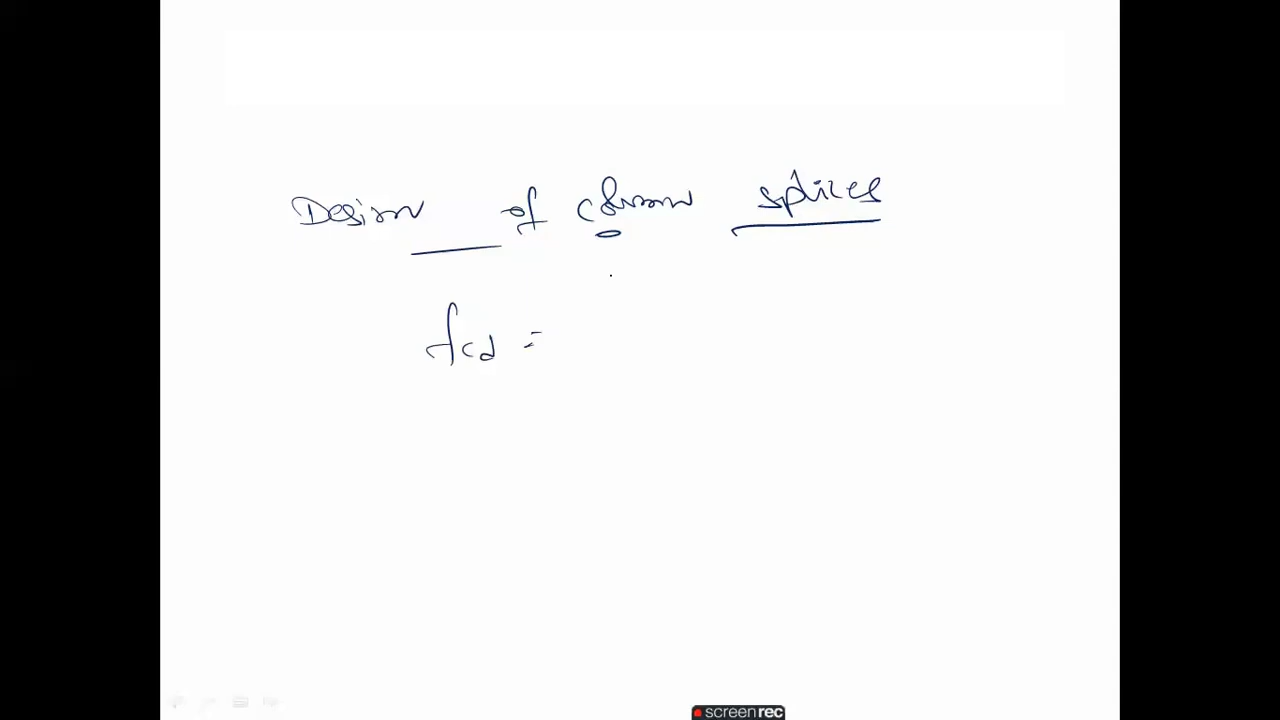 Design of column splices
fcd =
screenrec